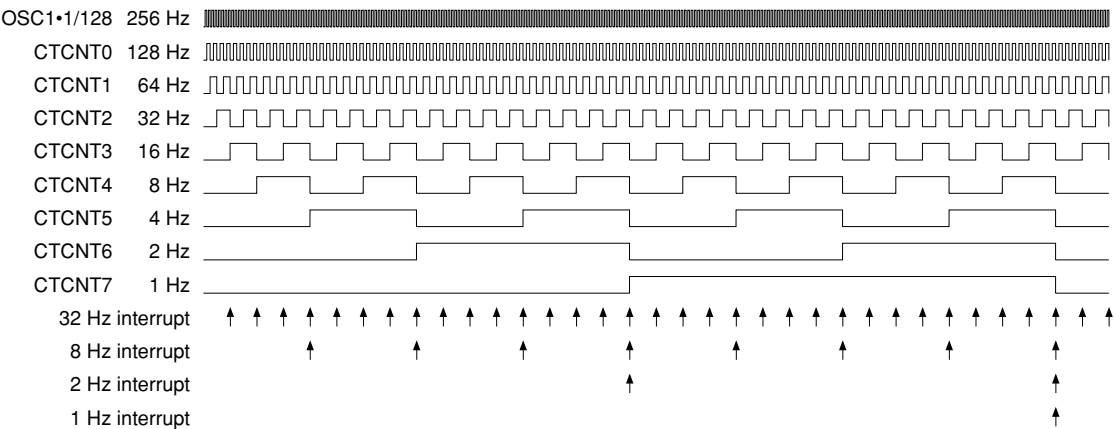 OSC1•1/128 256 Hz
CTCNT0 128 Hz
CTCNT1 64 Hz
CTCNT2 32 Hz
CTCNT3 16 Hz
CTCNT4 8 Hz
CTCNT5 4 Hz
CTCNT6 2 Hz
CTCNT7 1 Hz
32 Hz interrupt
8 Hz interrupt
2 Hz interrupt
1 Hz interrupt